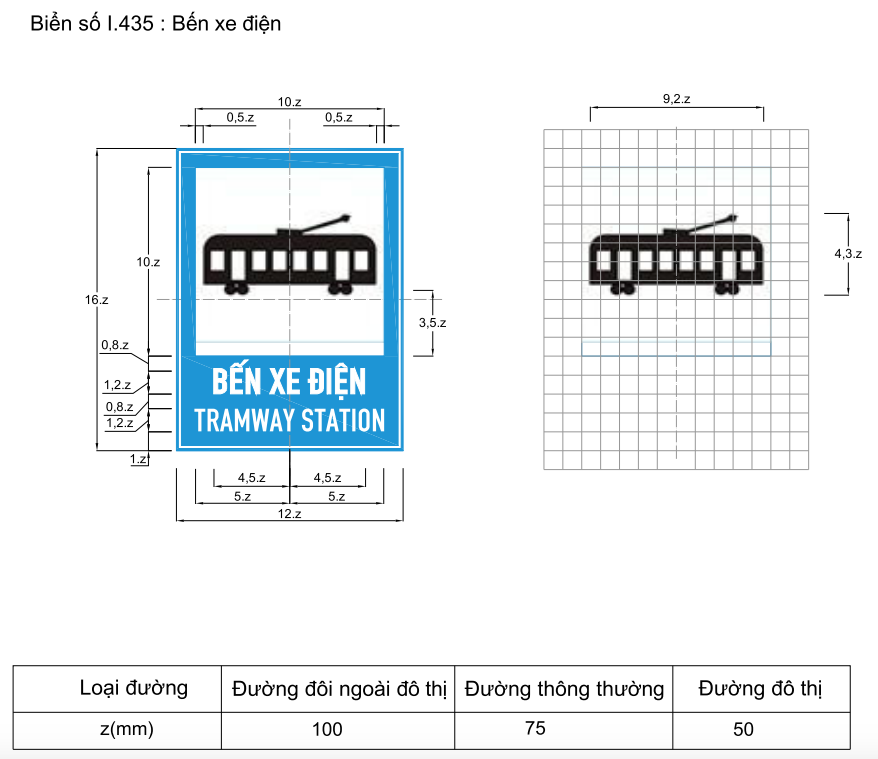 Biển số I.435 : Bến xe điện
10.z
0,5.z
0,5.z
9,2.z
10.z
16.z
4,3.z
3,5.z
0,8.z
1,2.z
0,8.z
1,2.z
1.z
BẾN XE ĐIỆN
TRAMWAY STATION
4,5.z
4,5.z
5.z
5.z
12.z
Loại đường
Đường đôi ngoài đô thị
Đường thông thường
Đường đô thị
z(mm)
100
75
50